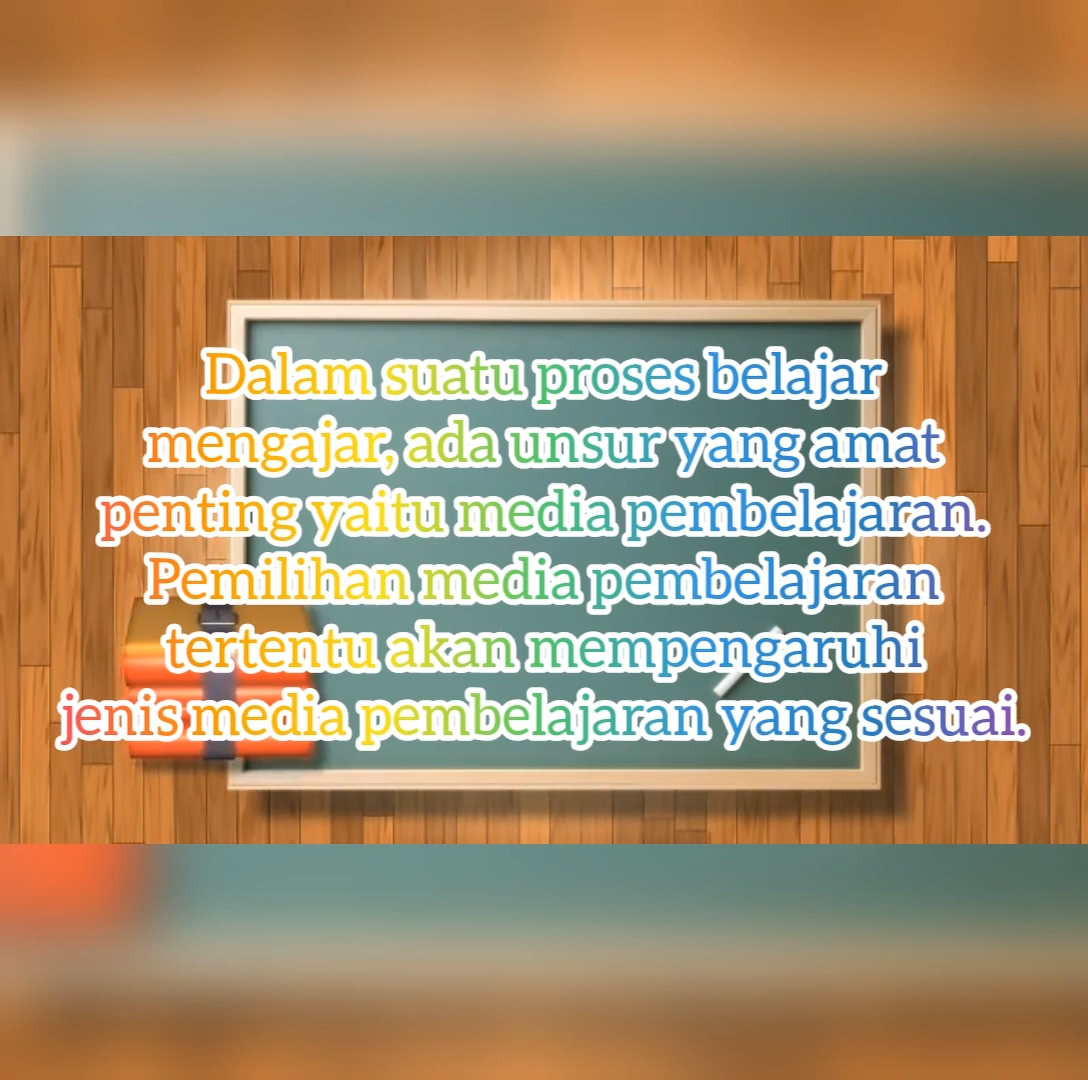 Dalam suatu proses belajar
mengajar, ada unsur yang amat
penting yaitu media pembelajaran.
Pemilihan media pembelajaran
tertentu akan mempengaruhi
jenis media pembelajaran yang sesuai.